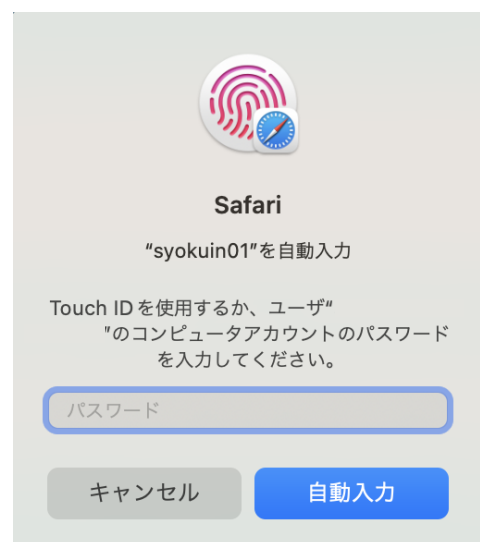 Safari
“syokuin01”を自動入力
Touch IDを使用するか、ユーザ“
”のコンピュータアカウントのパスワード
を入力してください。
パスワード
キャンセル
自動入力